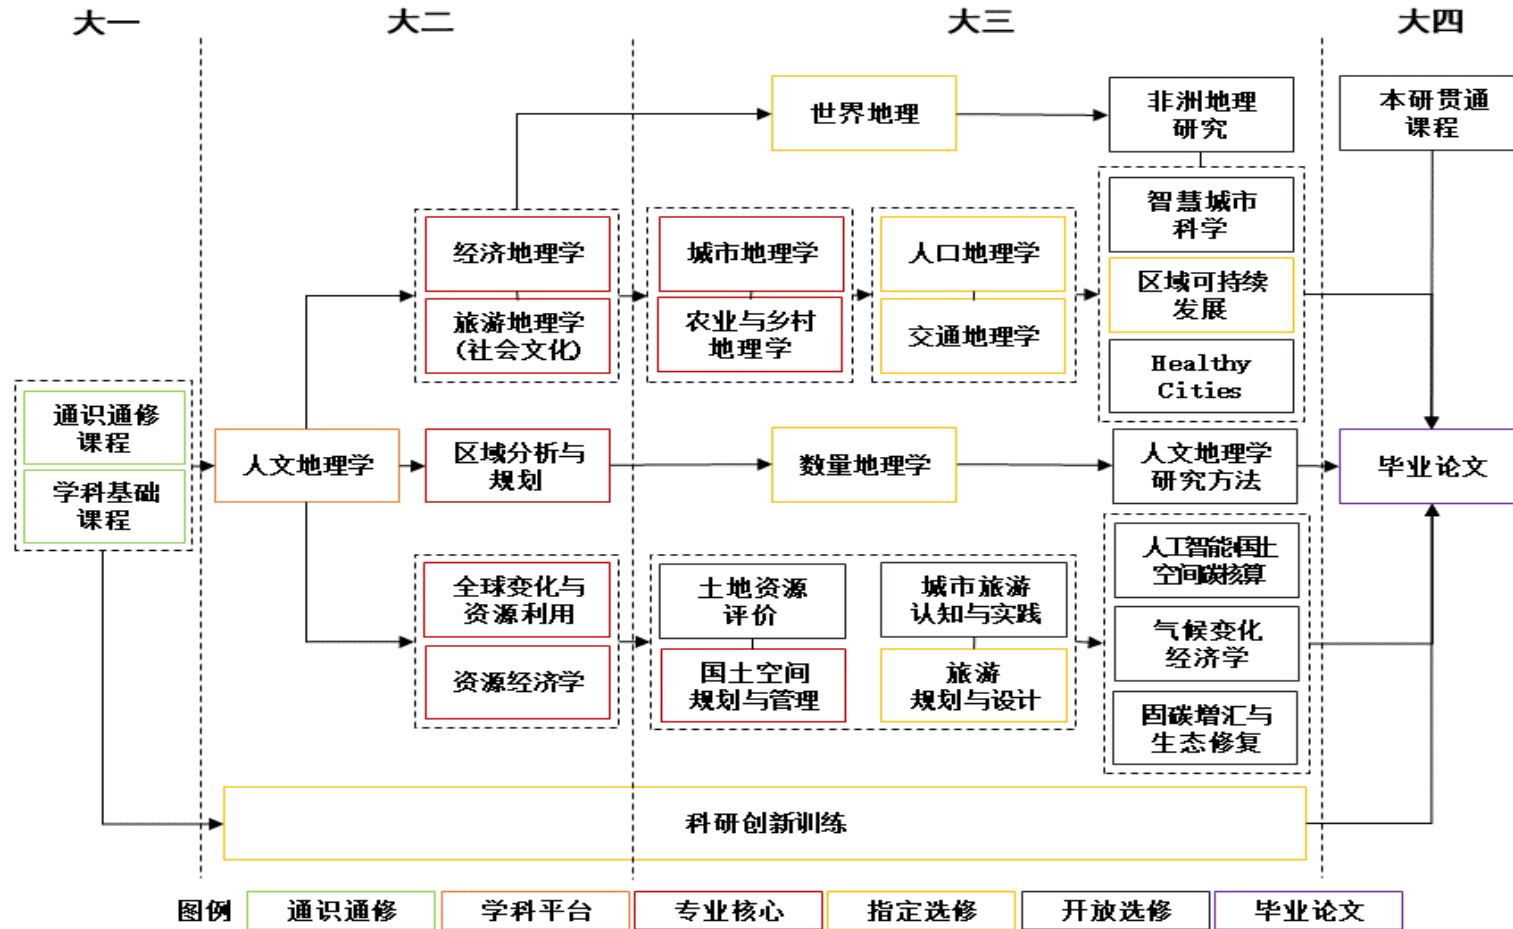 大一
大二
大三
大四
世界地理
非洲地理
研究
本研贯通
课程
经济地理学
旅游地理学
(社会文化)
城市地理学
农业与乡村
地理学
人口地理学
交通地理学
智慧城市
科学
区域可持续
发展
Healthy
Cities
通识通修
课程
学科基础
课程
人文地理学
区域分析与
规划
数量地理学
人文地理学
研究方法
毕业论文
全球变化与
资源利用
资源经济学
土地资源
评价
国土空间
规划与管理
城市旅游
认知与实践
旅游
规划与设计
人工智能+国土
空间碳核算
气候变化
经济学
固碳增汇与
生态修复
科研创新训练
图例
通识通修
学科平台
专业核心
指定选修
开放选修
毕业论文